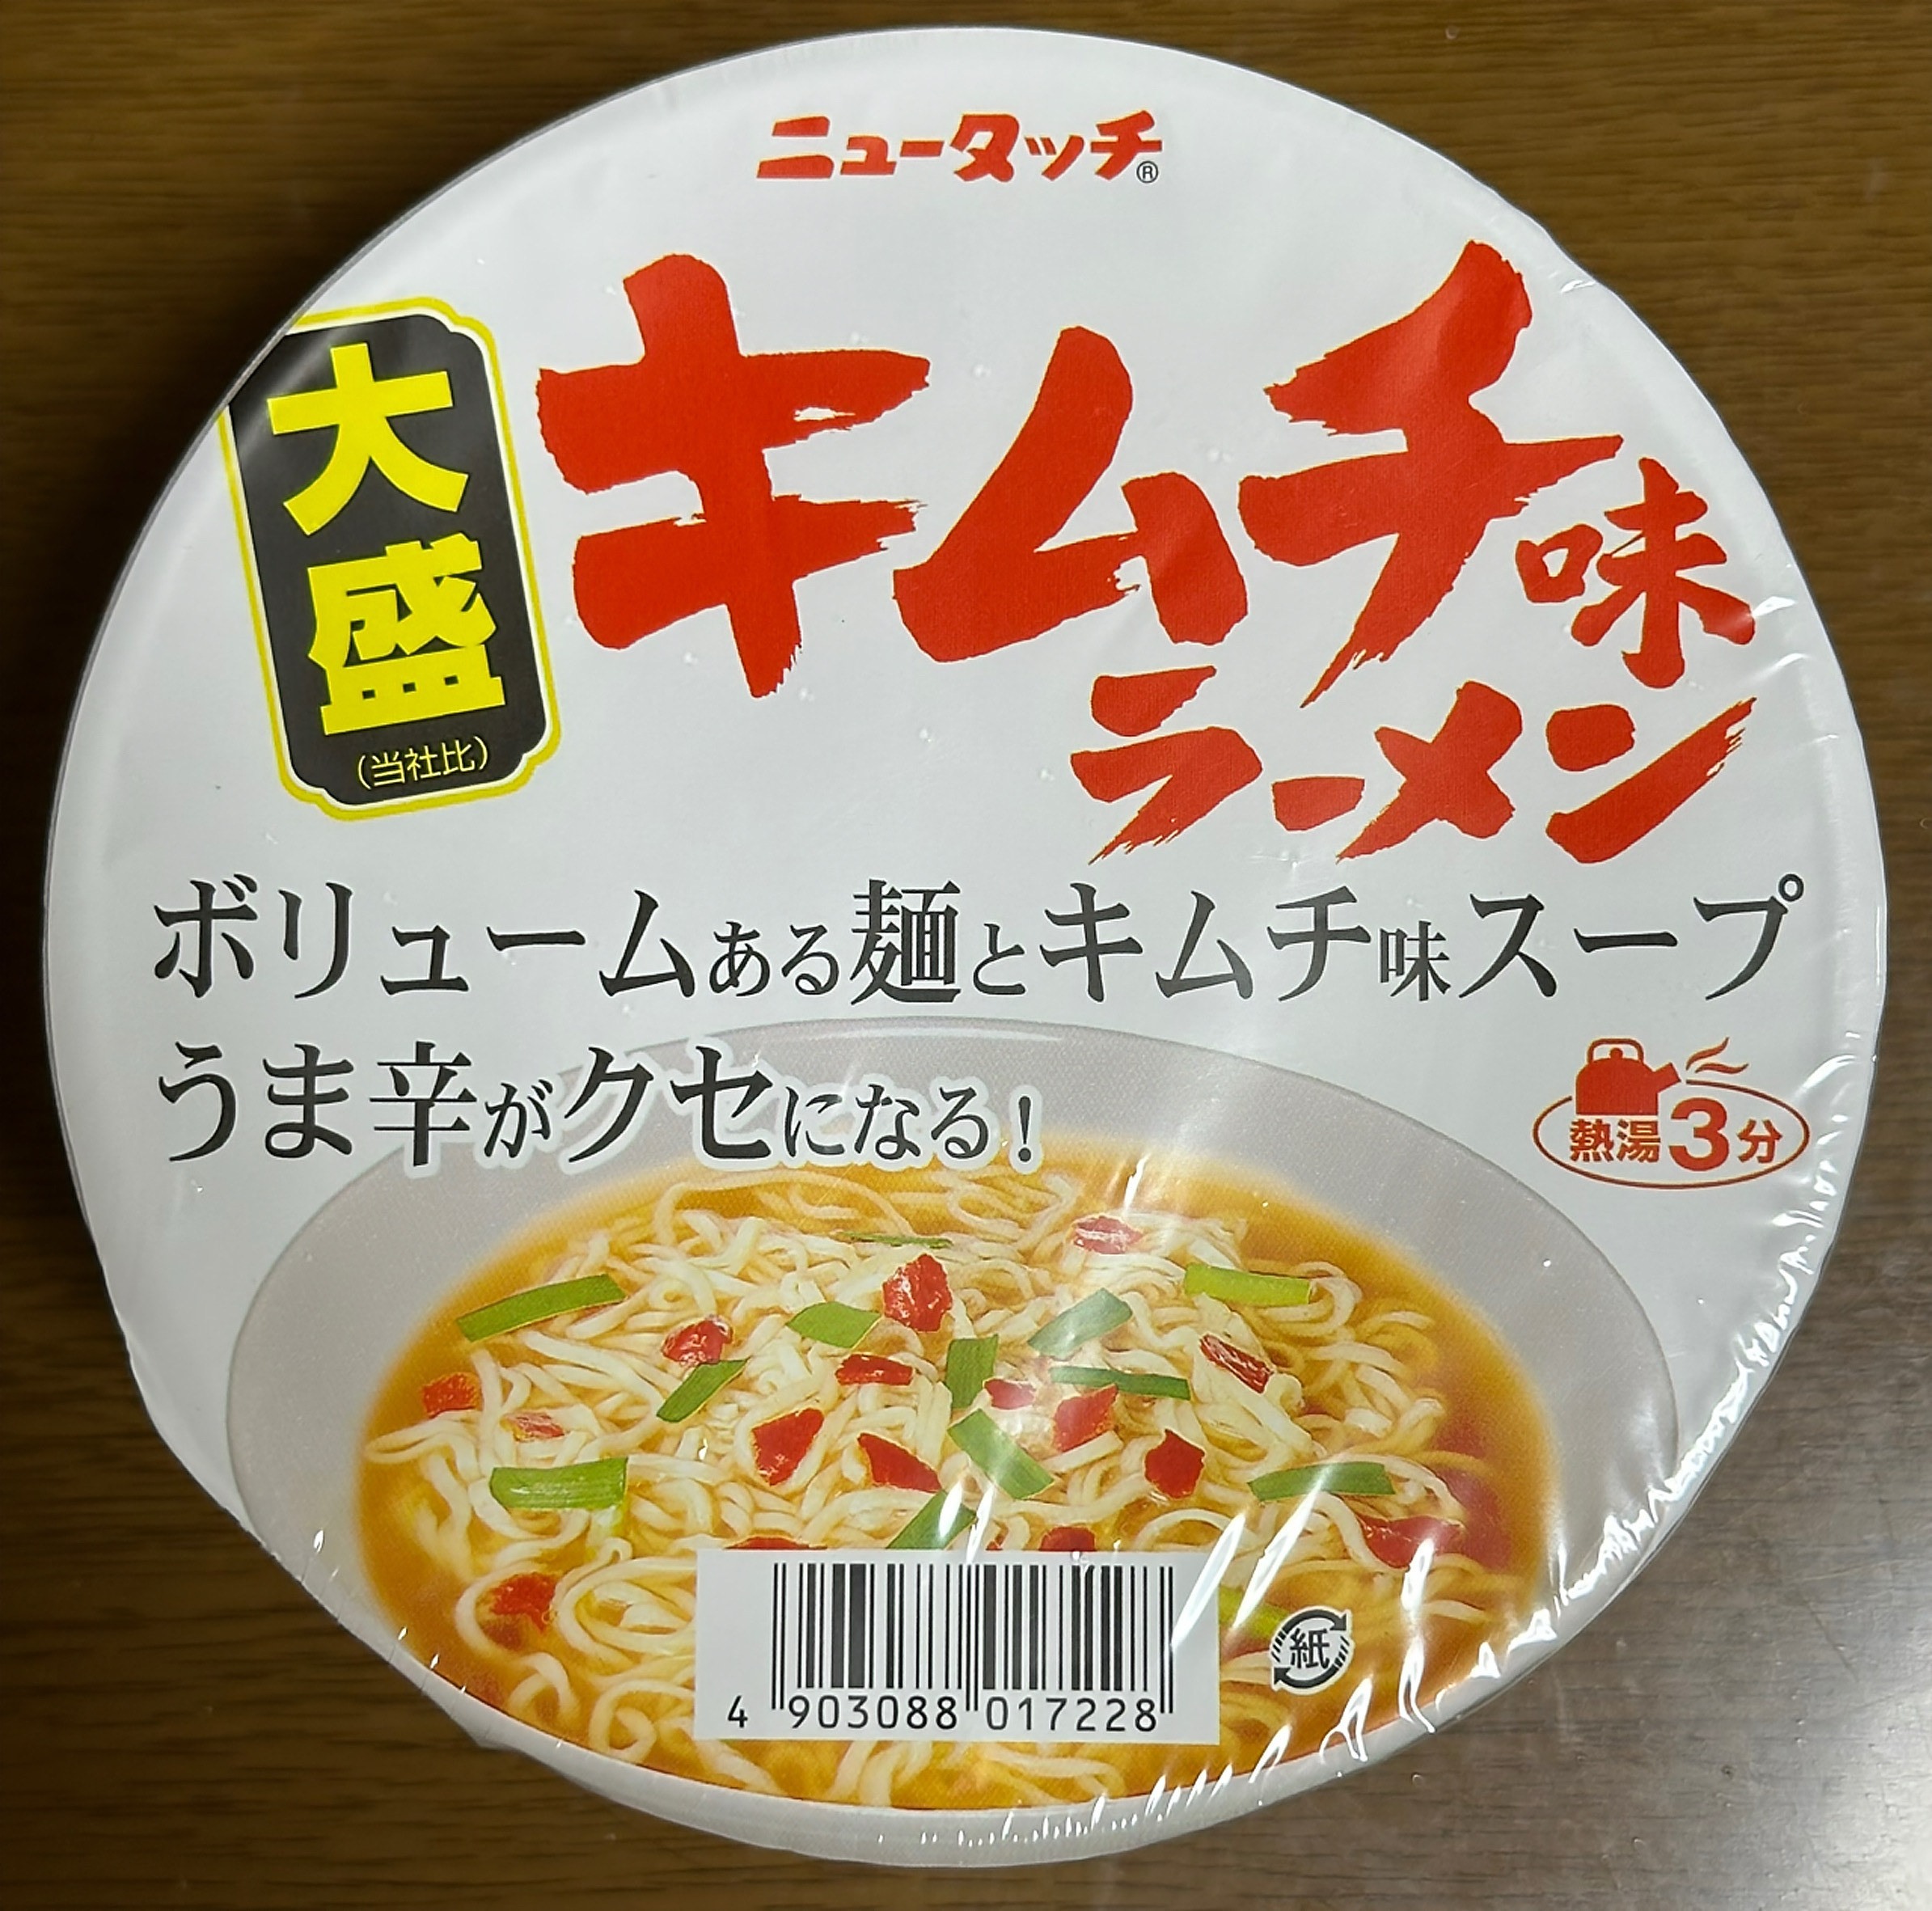 ニュータッチ®
大盛
(当社比)
キムチ味
ラーメン
ボリュームある麺とキムチ味スープ
うま辛がクセになる!
熱湯3分
紙
4 903088 017228